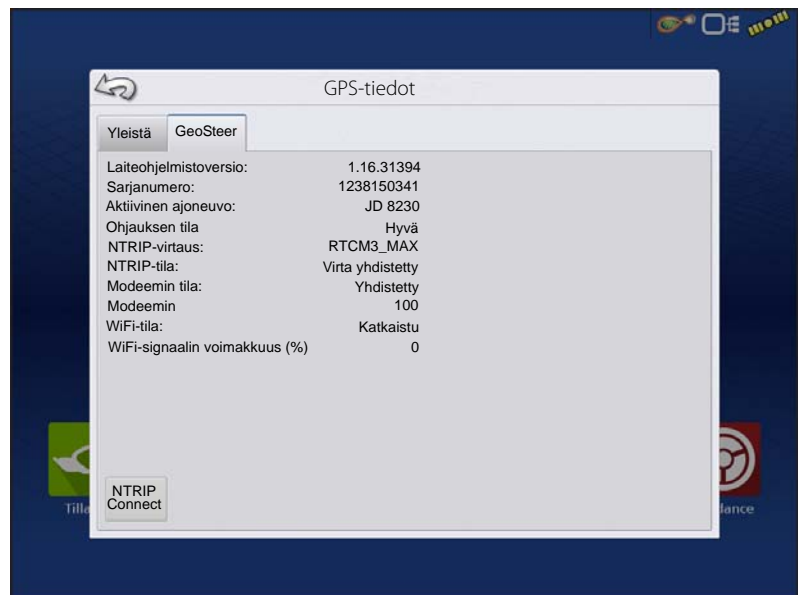 GPS-tiedot
Yleistä GeoSteer
Laiteohjelmistoversio: 1.16.31394
Sarjanumero: 1238150341
Aktiivinen ajoneuvo: JD 8230
Ohjauksen tila Hyvä
NTRIP-virtaus: RTCM3_MAX
NTRIP-tila: Virta yhdistetty
Modeemin tila: Yhdistetty
Modeemin 100
WiFi-tila: Katkaistu
WiFi-signaalin voimakkuus (%) 0
NTRIP
Connect
Tilla
dance